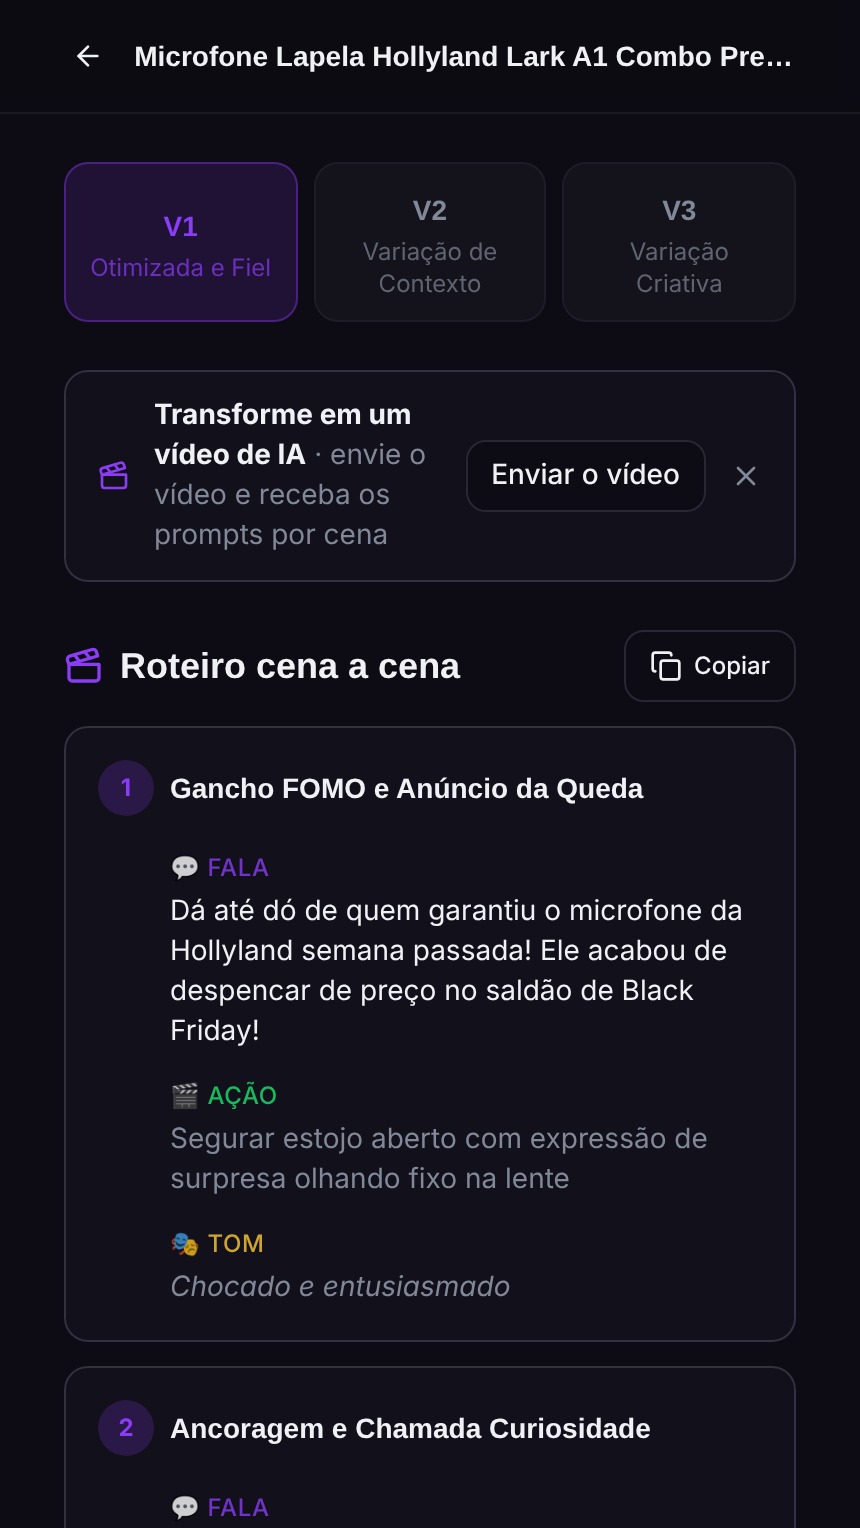 Microfone Lapela Hollyland Lark A1 Combo Pre...
V1
Otimizada e Fiel
V2
Variação de
Contexto
V3
Variação
Criativa
Transforme em um
vídeo de IA · envie o
vídeo e receba os
prompts por cena
Enviar o vídeo
Roteiro cena a cena
Copiar
1
Gancho FOMO e Anúncio da Queda
💬 FALA
Dá até dó de quem garantiu o microfone da
Hollyland semana passada! Ele acabou de
despencar de preço no saldão de Black
Friday!
🎬 AÇÃO
Segurar estojo aberto com expressão de
surpresa olhando fixo na lente
🎭 TOM
Chocado e entusiasmado
2
Ancoragem e Chamada Curiosidade
💬 FALA